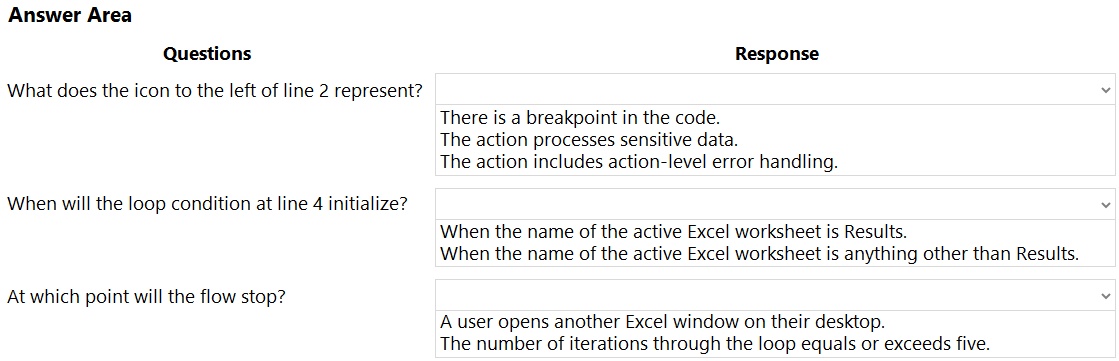 Answer Area
Questions Response
What does the icon to the left of line 2 represent?
There is a breakpoint in the code.
The action processes sensitive data.
The action includes action-level error handling.
When will the loop condition at line 4 initialize?
When the name of the active Excel worksheet is Results.
When the name of the active Excel worksheet is anything other than Results.
At which point will the flow stop?
A user opens another Excel window on their desktop.
The number of iterations through the loop equals or exceeds five.